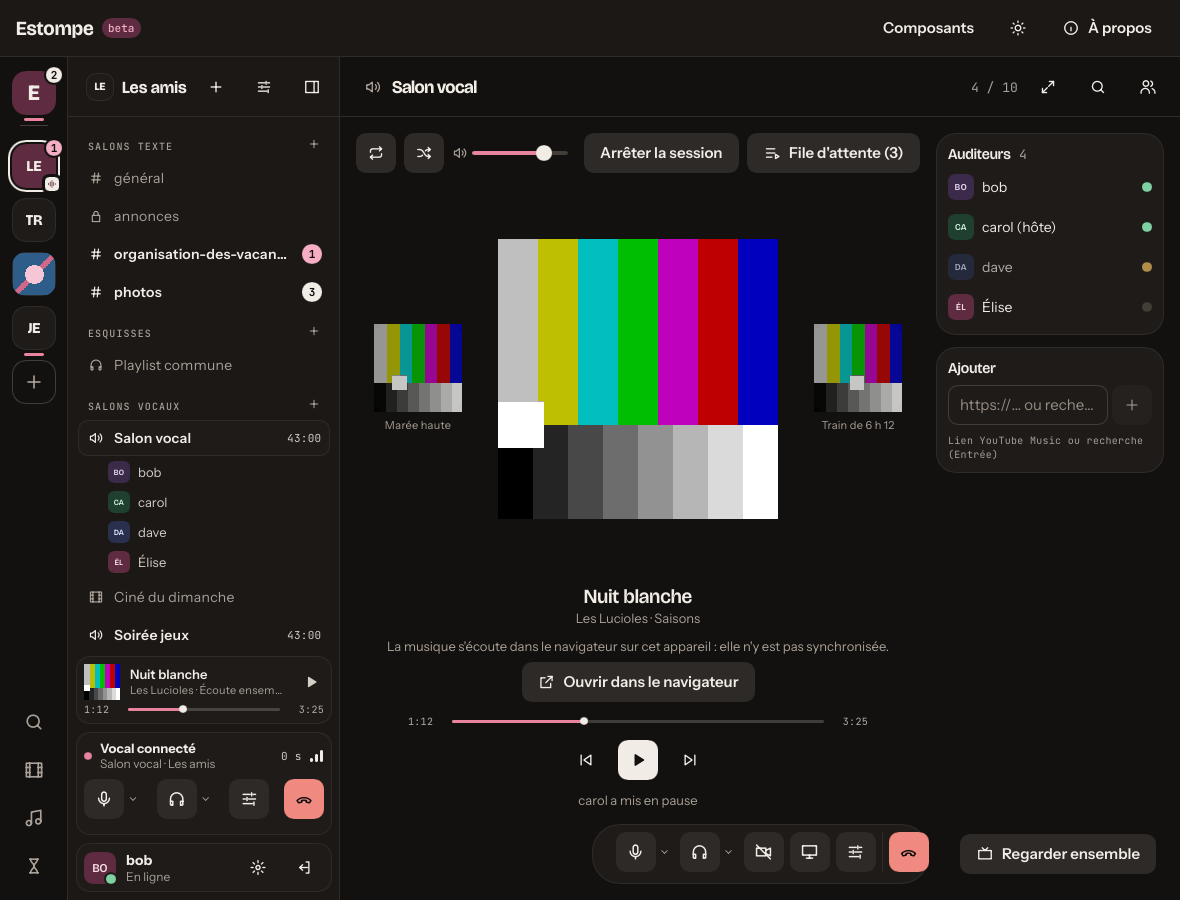 Estompe beta
Composants
À propos
E
2
LE
1
TR
JE
LE Les amis
SALONS TEXTE
# général
annonces
# organisation-des-vacan... 1
# photos 3
ESQUISSES
Playlist commune
SALONS VOCAUX
Salon vocal 43:00
BO bob
CA carol
DA dave
ÉL Élise
Ciné du dimanche
Soirée jeux 43:00
Nuit blanche
Les Lucioles · Écoute ensem...
1:12 3:25
Vocal connecté
Salon vocal · Les amis
0 s
BO bob
En ligne
Salon vocal
4 / 10
Arrêter la session
File d'attente (3)
Marée haute
Train de 6 h 12
Nuit blanche
Les Lucioles · Saisons
La musique s'écoute dans le navigateur sur cet appareil : elle n'y est pas synchronisée.
Ouvrir dans le navigateur
1:12 3:25
carol a mis en pause
Regarder ensemble
Auditeurs 4
BO bob
CA carol (hôte)
DA dave
ÉL Élise
Ajouter
https://… ou reche…
Lien YouTube Music ou recherche
(Entrée)